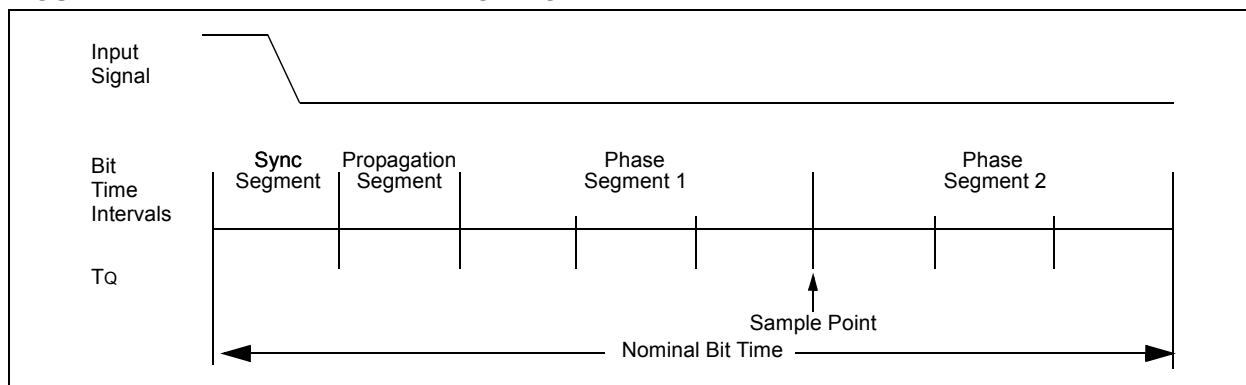 Input
Signal
Bit
Time
Intervals
Sync
Segment
Propagation
Segment
Phase
Segment 1
Phase
Segment 2
TQ
Sample Point
Nominal Bit Time